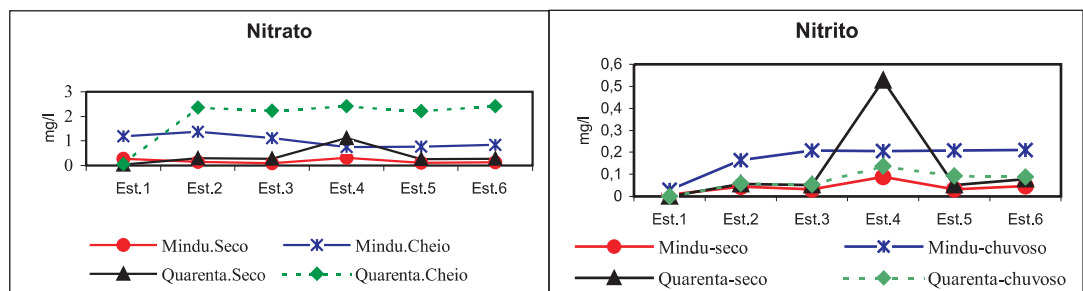 Nitrato
3
2
1
0
mg/l
Est.1 Est.2 Est.3 Est.4 Est.5 Est.6
Mindu.Seco Mindu.Cheio
Quarenta.Seco Quarenta.Cheio
Nitrito
0,6
0,5
0,4
0,3
0,2
0,1
0
mg/l
Est.1 Est.2 Est.3 Est.4 Est.5 Est.6
Mindu-seco Mindu-chuvoso
Quarenta-seco Quarenta-chuvoso